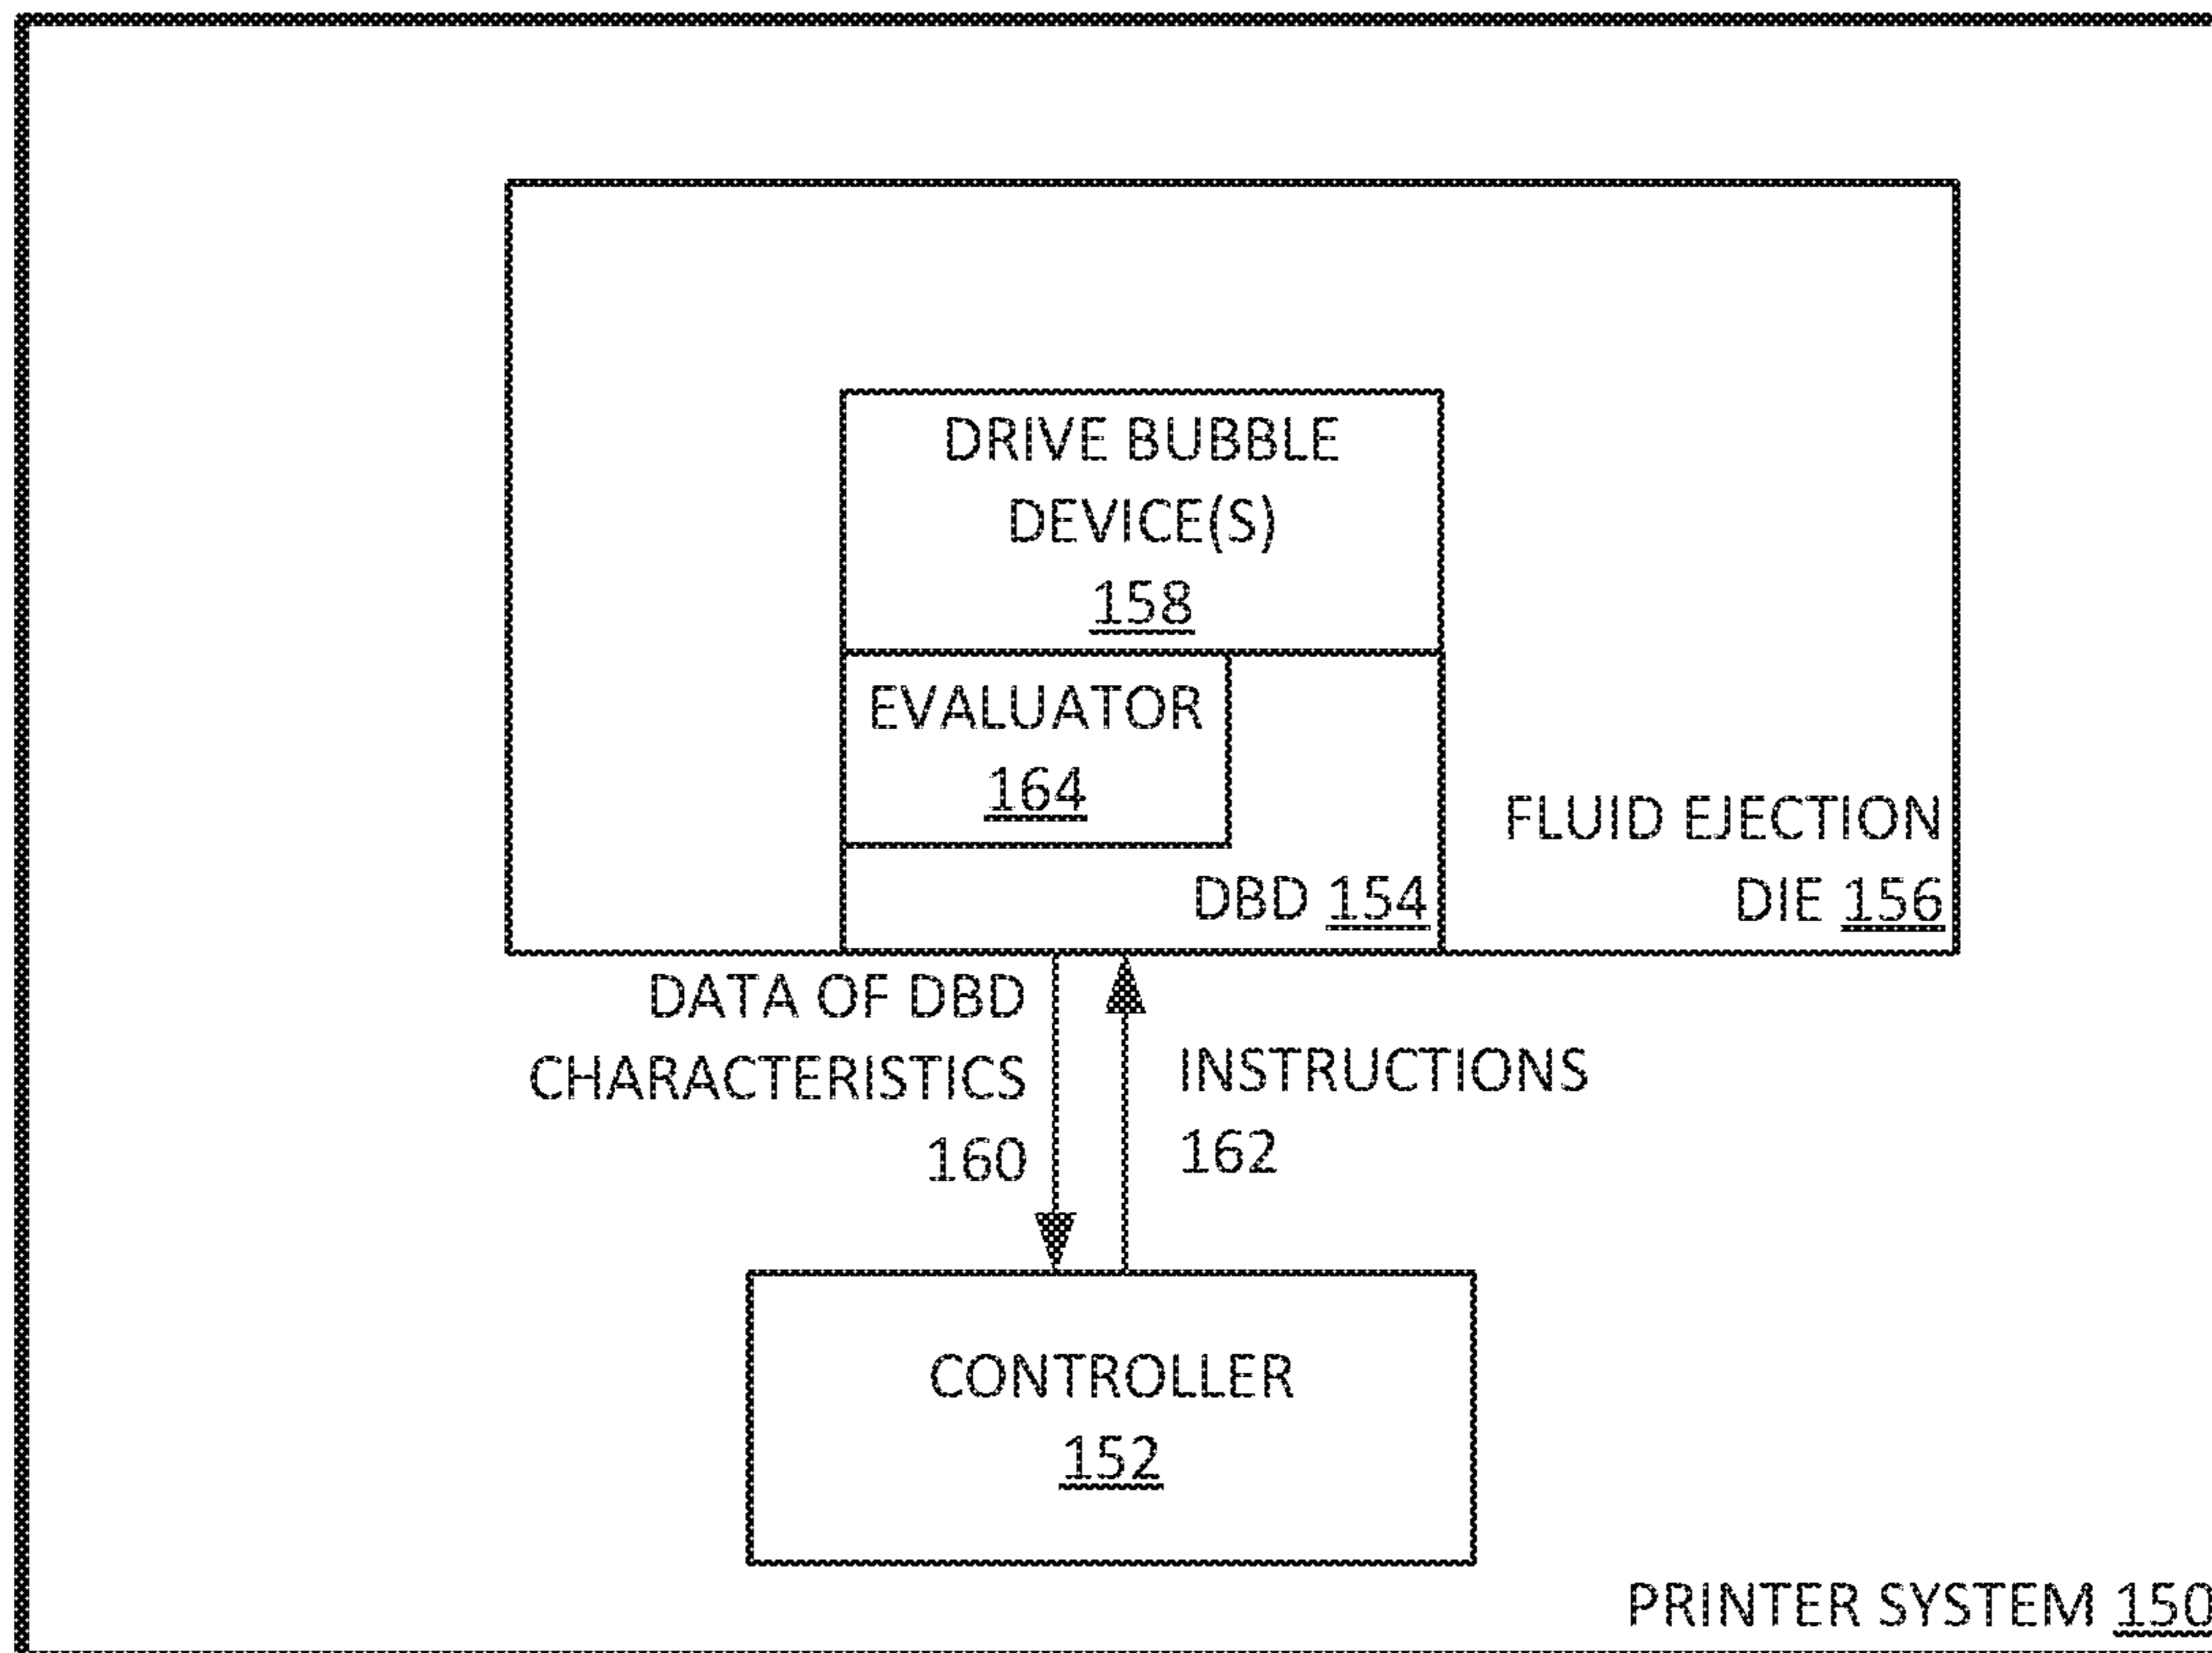 DRIVE BUBBLE
DEVICE(S)
158
EVALUATOR
164
DBD 154
FLUID EJECTION
DIE 156
DATA OF DBD
CHARACTERISTICS
160
INSTRUCTIONS
162
CONTROLLER
152
PRINTER SYSTEM 150